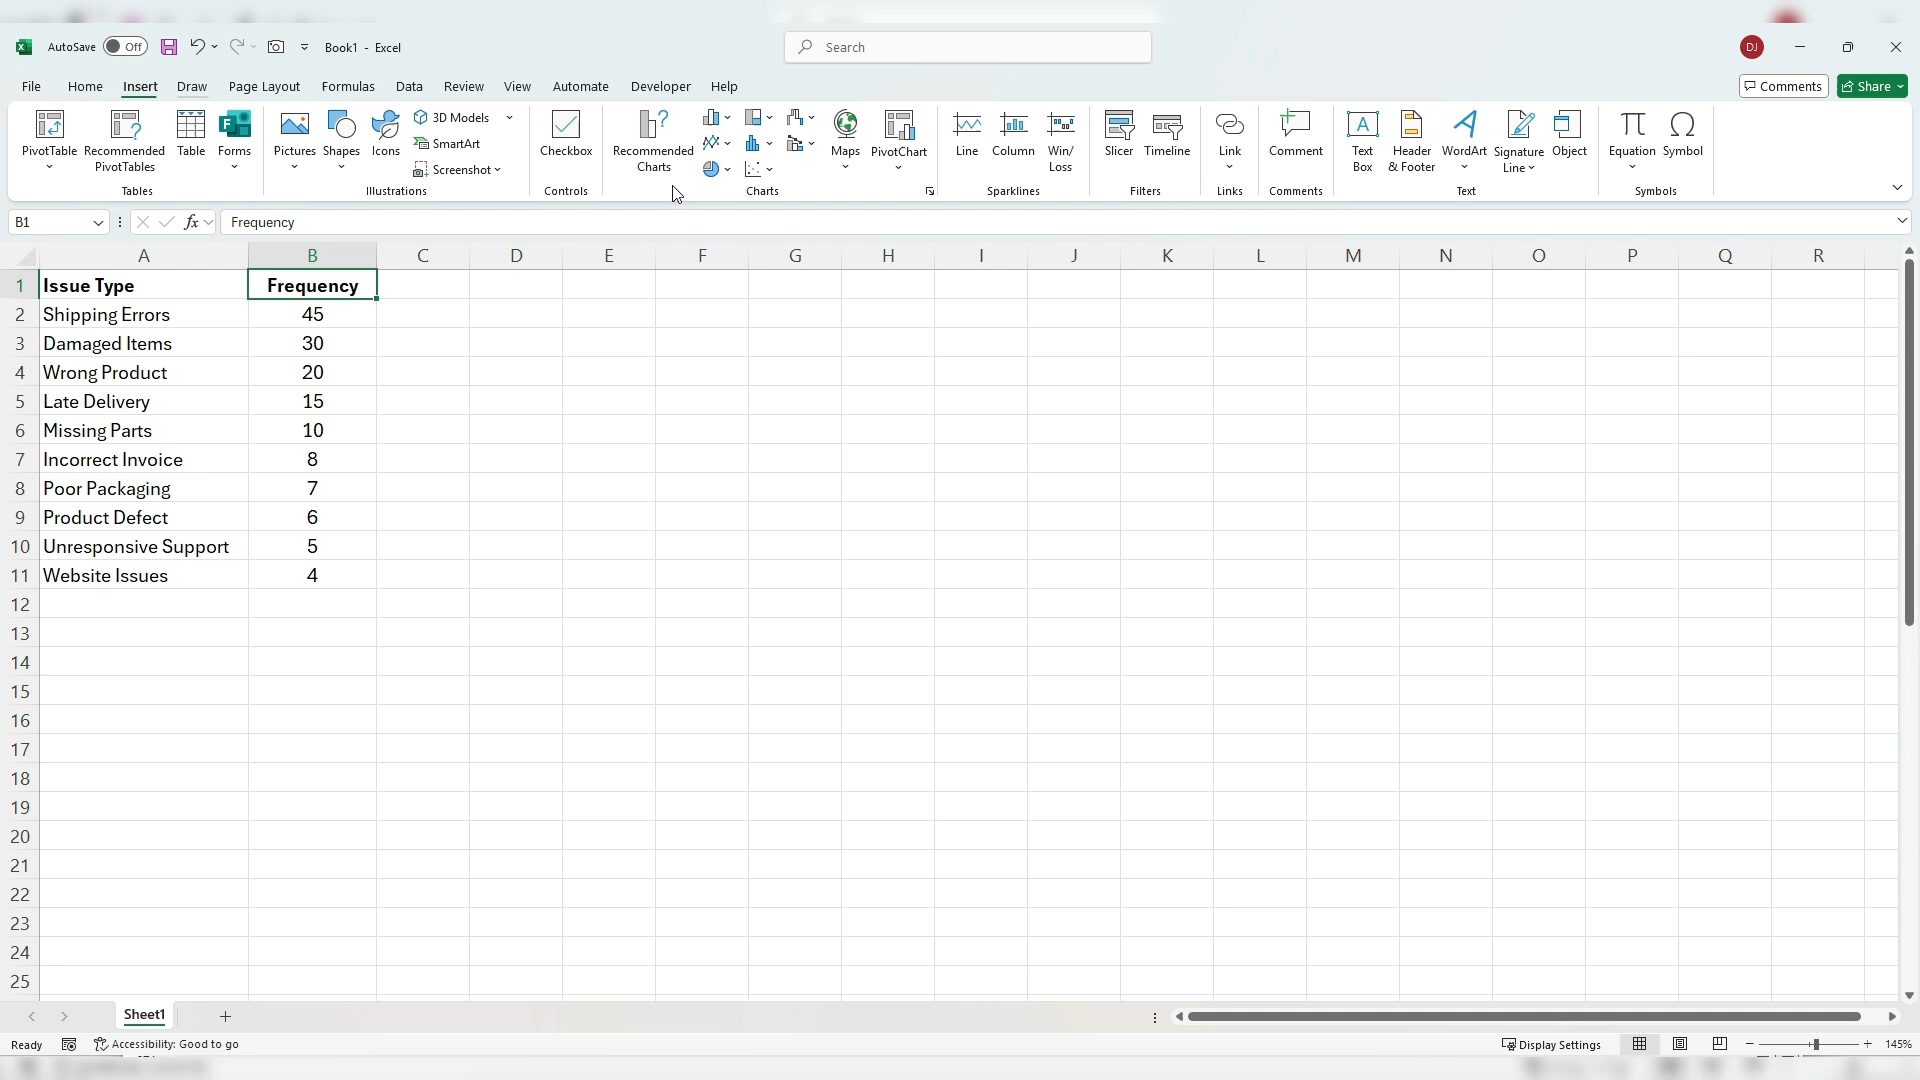 AutoSave Off Book1 - Excel Search DJ
File Home Insert Draw Page Layout Formulas Data Review View Automate Developer Help Comments Share
PivotTable Recommended PivotTables Table Forms Pictures Shapes Icons 3D Models SmartArt Screenshot Checkbox Recommended Charts Maps PivotChart Line Column Win/ Loss Slicer Timeline Link Comment Text Box Header & Footer WordArt Signature Line Object Equation Symbol
Tables Illustrations Controls Charts Sparklines Filters Links Comments Text Symbols
B1 fx Frequency
A B C D E F G H I J K L M N O P Q R
1 Issue Type Frequency
2 Shipping Errors 45
3 Damaged Items 30
4 Wrong Product 20
5 Late Delivery 15
6 Missing Parts 10
7 Incorrect Invoice 8
8 Poor Packaging 7
9 Product Defect 6
10 Unresponsive Support 5
11 Website Issues 4
12
13
14
15
16
17
18
19
20
21
22
23
24
25
Sheet1
Ready Accessibility: Good to go Display Settings 145%